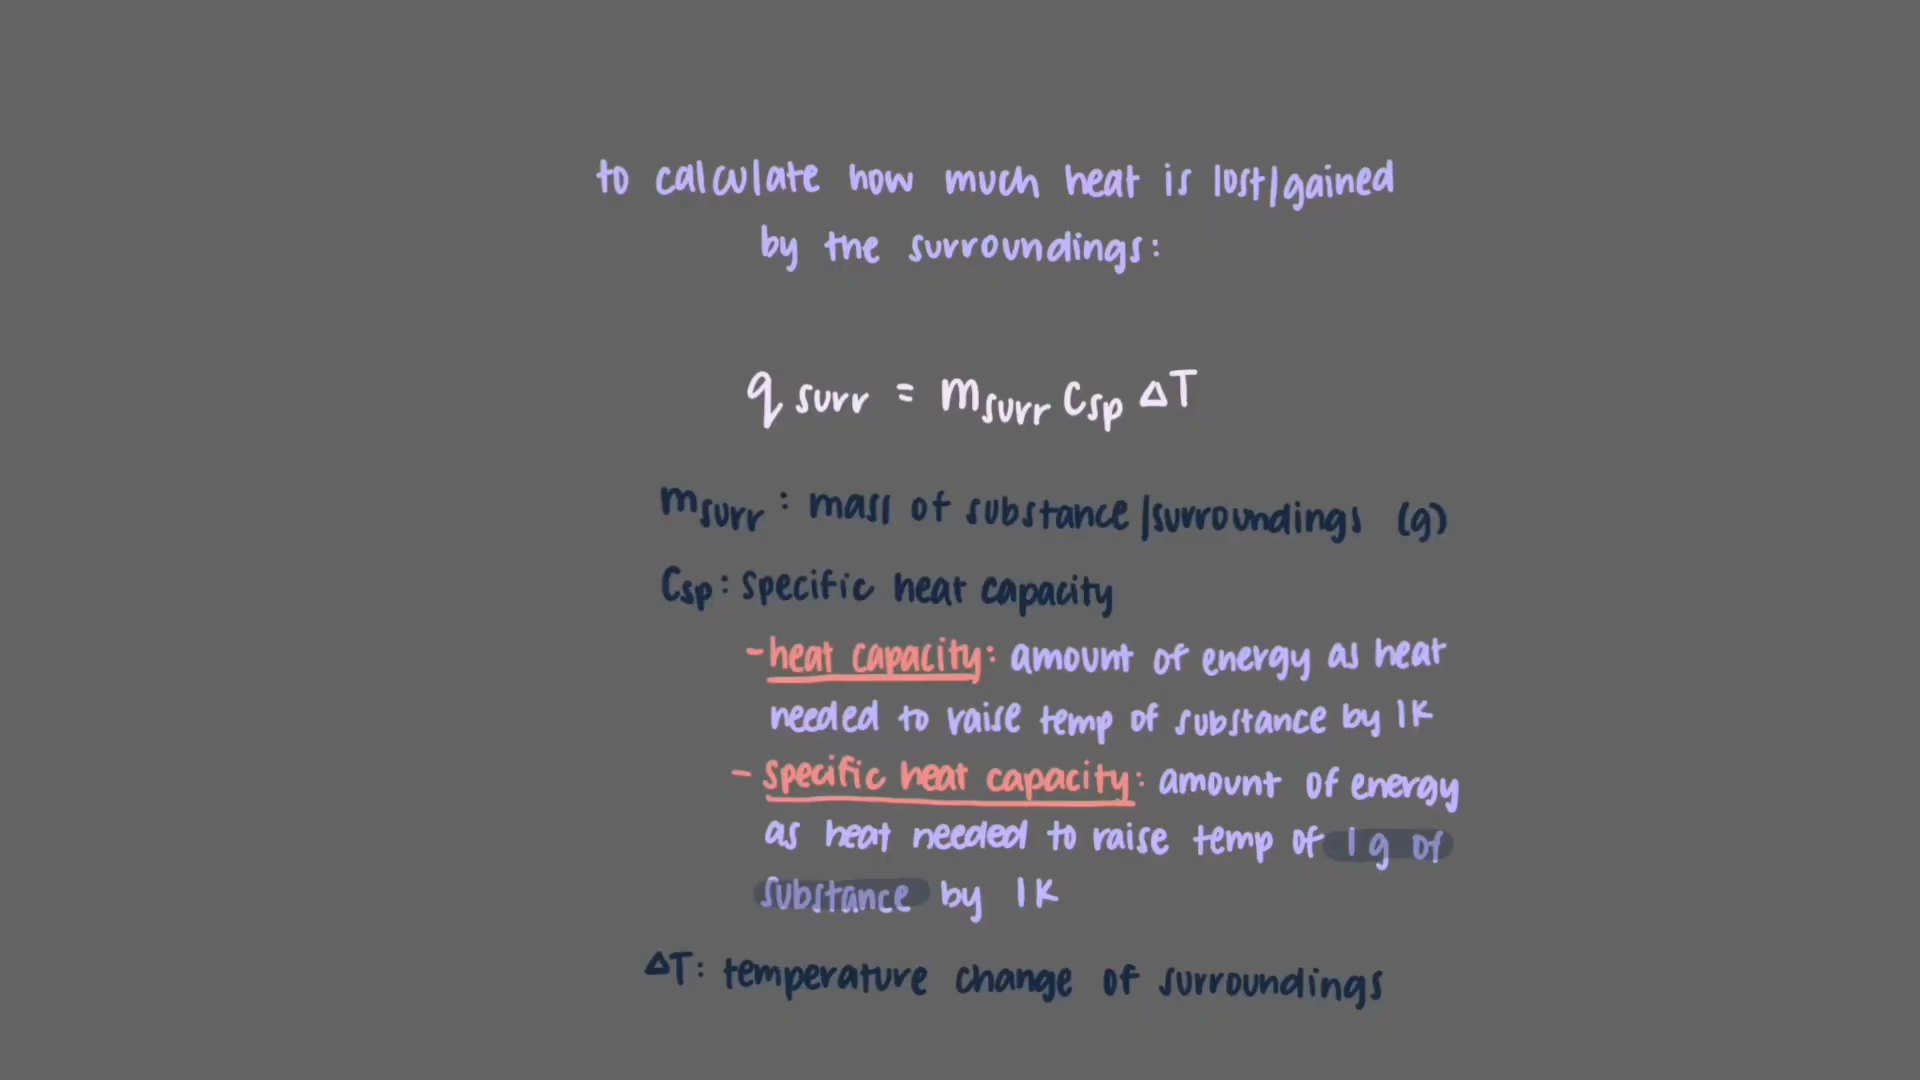 to calculate how much heat is lost/gained
by the surroundings:
q surr = m surr Csp ΔT
m surr : mass of substance/surroundings (g)
Csp: specific heat capacity
- heat capacity: amount of energy as heat
needed to raise temp of substance by 1K
- specific heat capacity: amount of energy
as heat needed to raise temp of 1g of
substance by 1K
ΔT: temperature change of surroundings